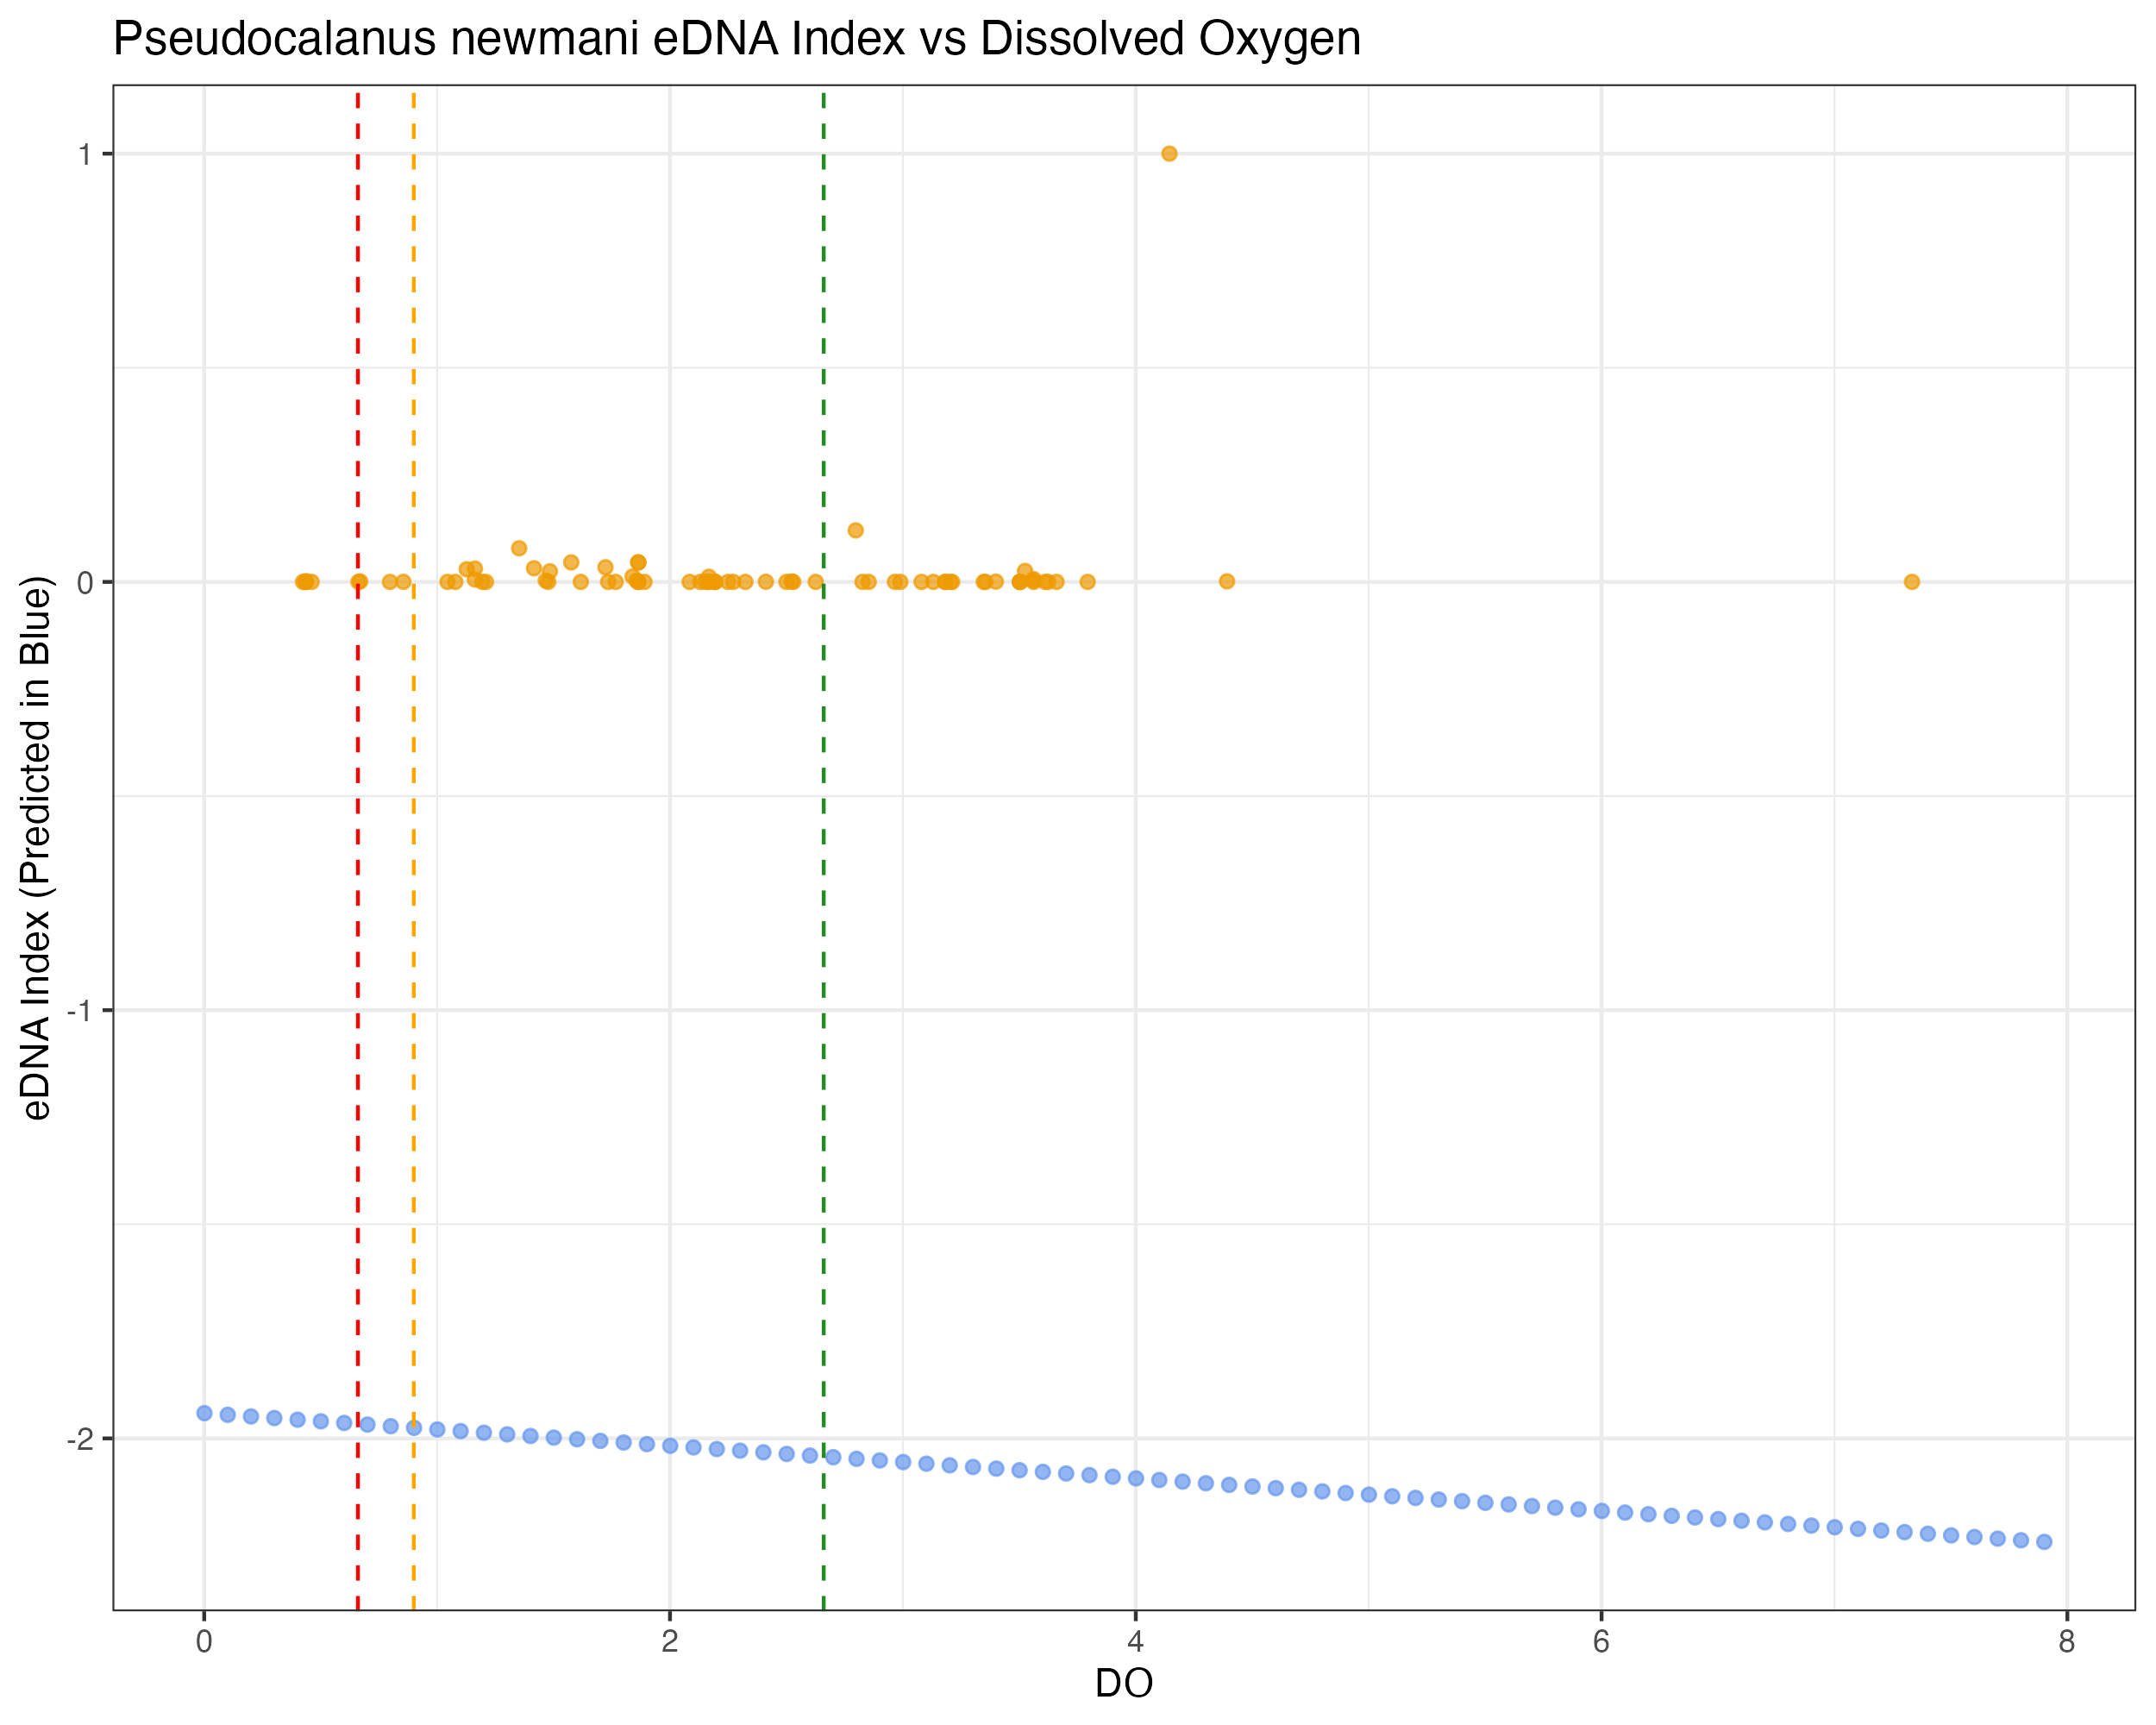 Pseudocalanus newmani eDNA Index vs Dissolved Oxygen
eDNA Index (Predicted in Blue)
1
0
-1
-2
0 2 4 6 8
DO